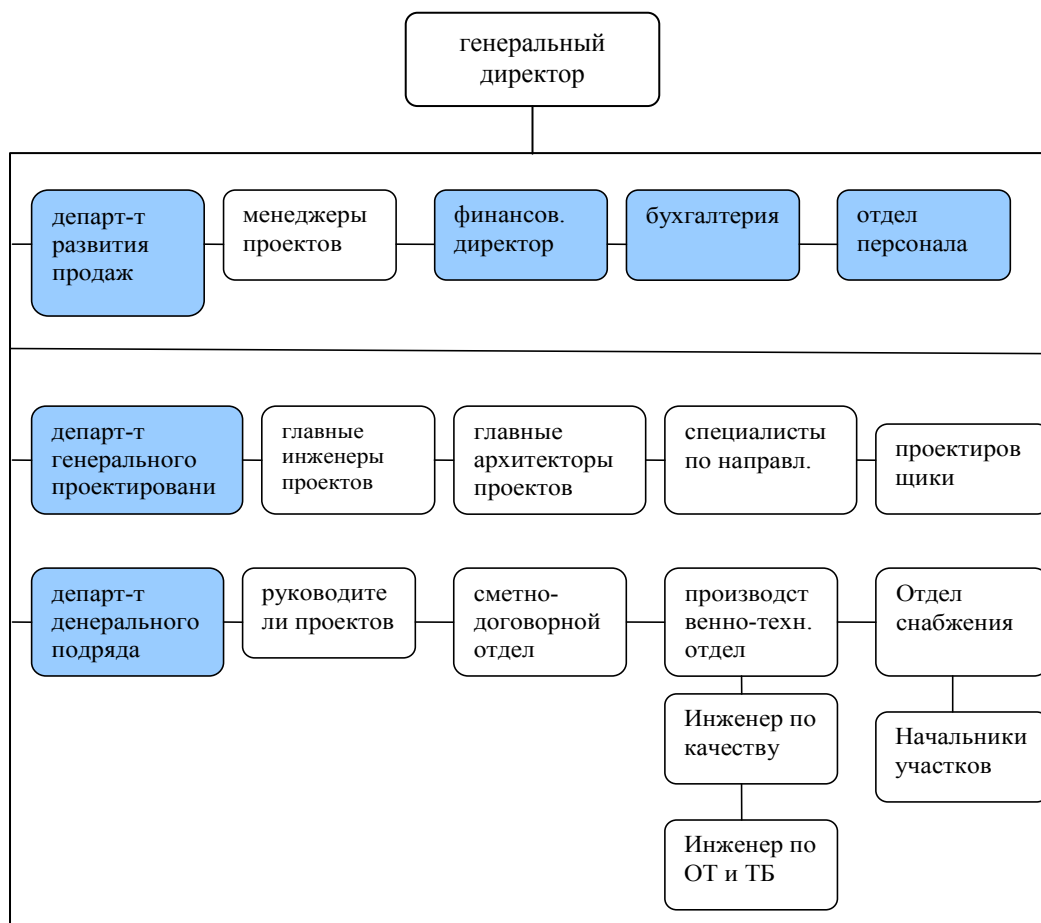 генеральный
директор
департ-т
развития
продаж
менеджеры
проектов
финансов.
директор
бухгалтерия
отдел
персонала
департ-т
генерального
проектировани
главные
инженеры
проектов
главные
архитекторы
проектов
специалисты
по направл.
проектиров
щики
департ-т
денерального
подряда
руководите
ли проектов
сметно-
договорной
отдел
производст
венно-техн.
отдел
Отдел
снабжения
Инженер по
качеству
Начальники
участков
Инженер по
ОТ и ТБ